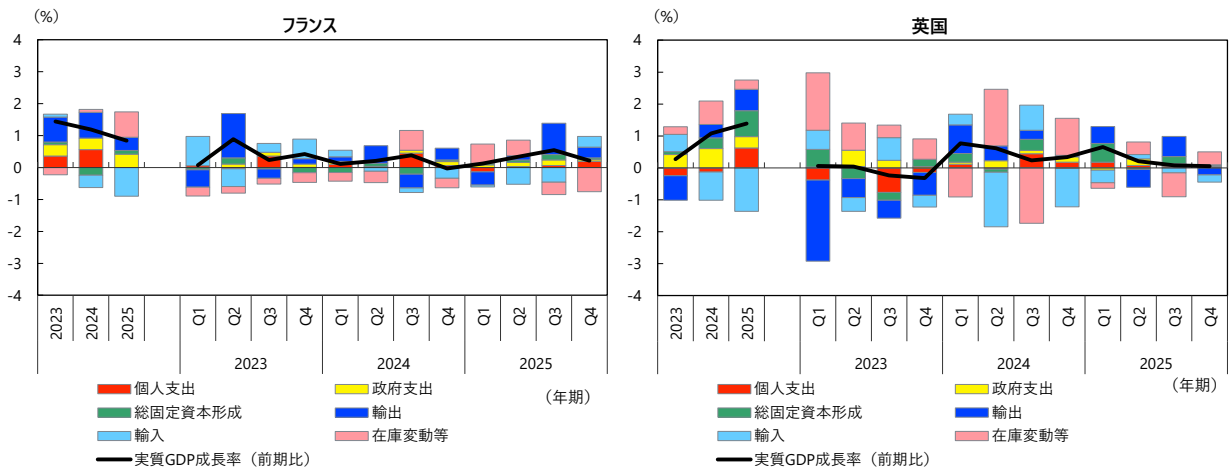 （%）
フランス
4
3
2
1
0
-1
-2
-3
-4
2023
2024
2025
Q1
Q2
Q3
Q4
Q1
Q2
Q3
Q4
Q1
Q2
Q3
Q4
2023
2024
2025
（年期）
個人支出
政府支出
総固定資本形成
輸出
輸入
在庫変動等
実質GDP成長率（前期比）
（%）
英国
4
3
2
1
0
-1
-2
-3
-4
2023
2024
2025
Q1
Q2
Q3
Q4
Q1
Q2
Q3
Q4
Q1
Q2
Q3
Q4
2023
2024
2025
（年期）
個人支出
政府支出
総固定資本形成
輸出
輸入
在庫変動等
実質GDP成長率（前期比）